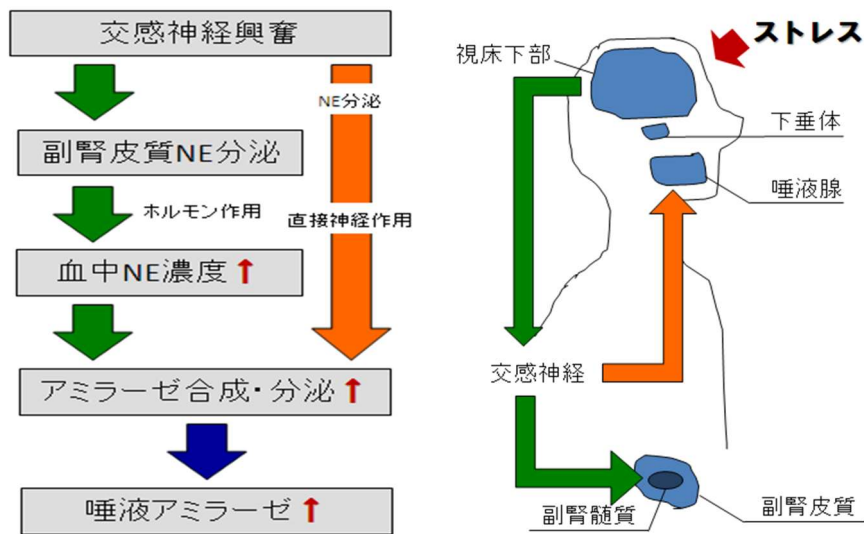 交感神経興奮
NE分泌
副腎皮質NE分泌
ホルモン作用
直接神経作用
血中NE濃度↑
アミラーゼ合成・分泌↑
唾液アミラーゼ↑
ストレス
視床下部
下垂体
唾液腺
交感神経
副腎髄質
副腎皮質